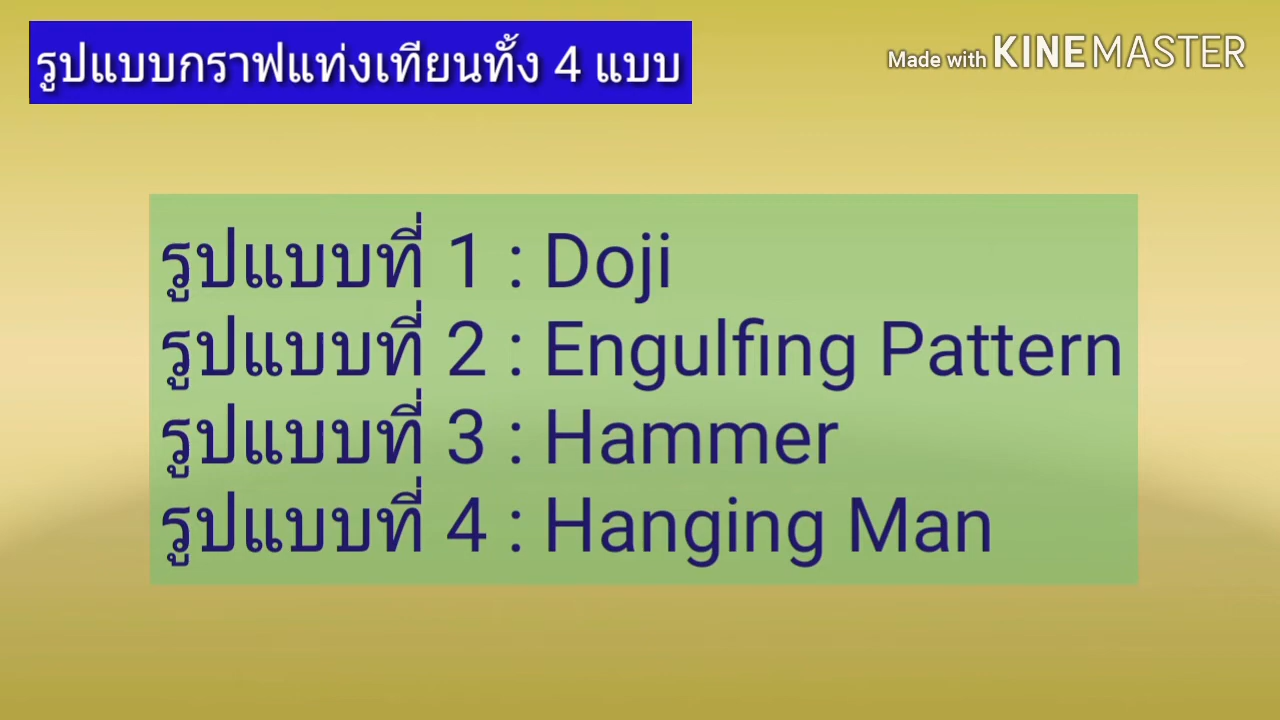 รูปแบบกราฟแท่งเทียนทั้ง 4 แบบ
Made with KINEMASTER
รูปแบบที่ 1 : Doji
รูปแบบที่ 2 : Engulfing Pattern
รูปแบบที่ 3 : Hammer
รูปแบบที่ 4 : Hanging Man